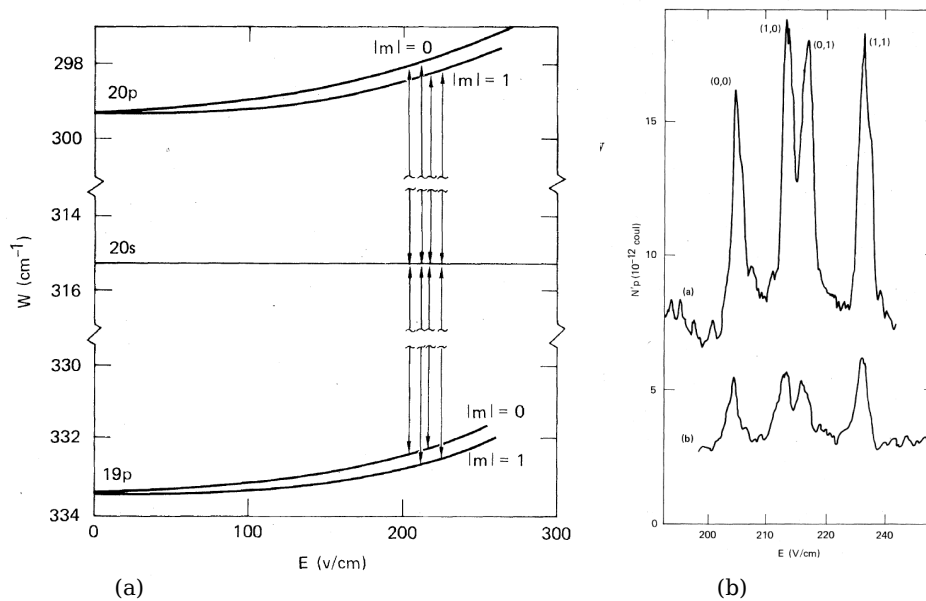 298
300
314
316
330
332
334
W (cm⁻¹)
20p
20s
19p
|m| = 0
|m| = 1
|m| = 0
|m| = 1
0
100
200
300
E (v/cm)
(a)
15
10
5
0
N'p (10⁻¹² coul)
(0,0)
(1,0)
(0,1)
(1,1)
(a)
(b)
200
210
220
240
E (V/cm)
(b)